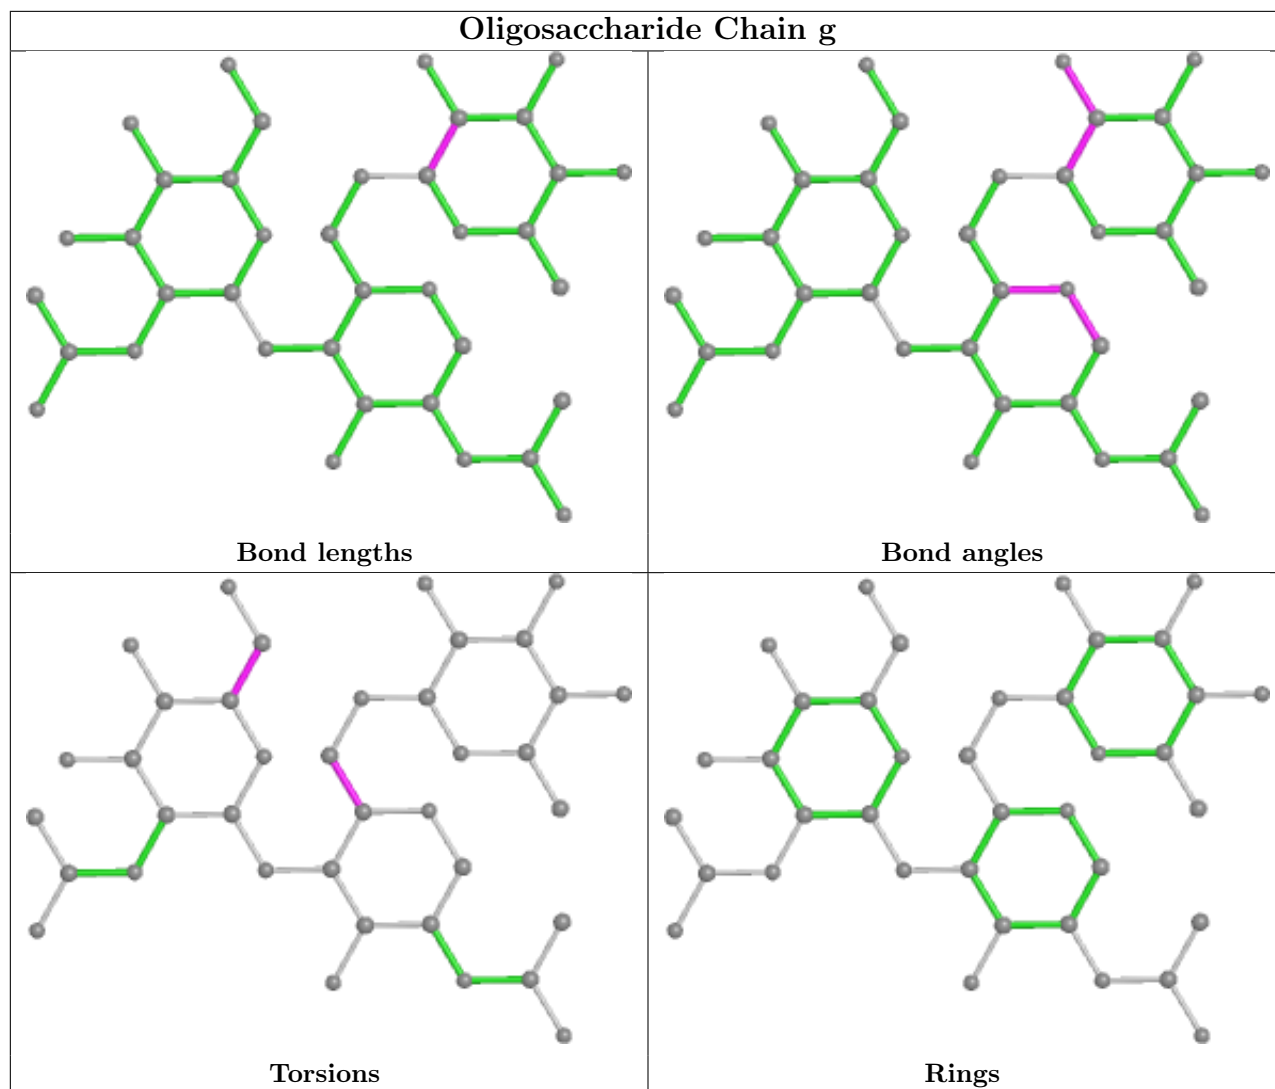 Oligosaccharide Chain g
Bond lengths
Bond angles
Torsions
Rings